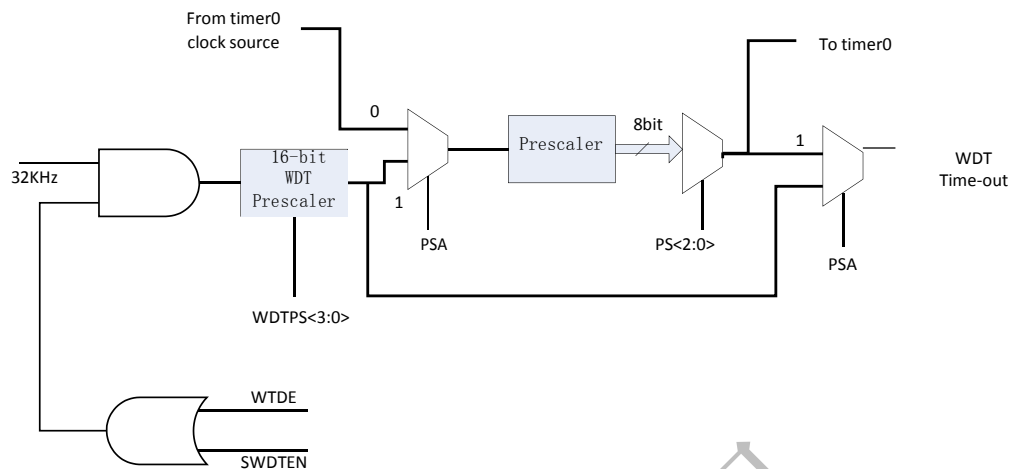 From timer0
clock source
To timer0
0
8bit
1
Prescaler
16-bit
WDT
Prescaler
32KHz
1
WDT
Time-out
PSA
PS<2:0>
PSA
WDTPS<3:0>
WTDE
SWDTEN